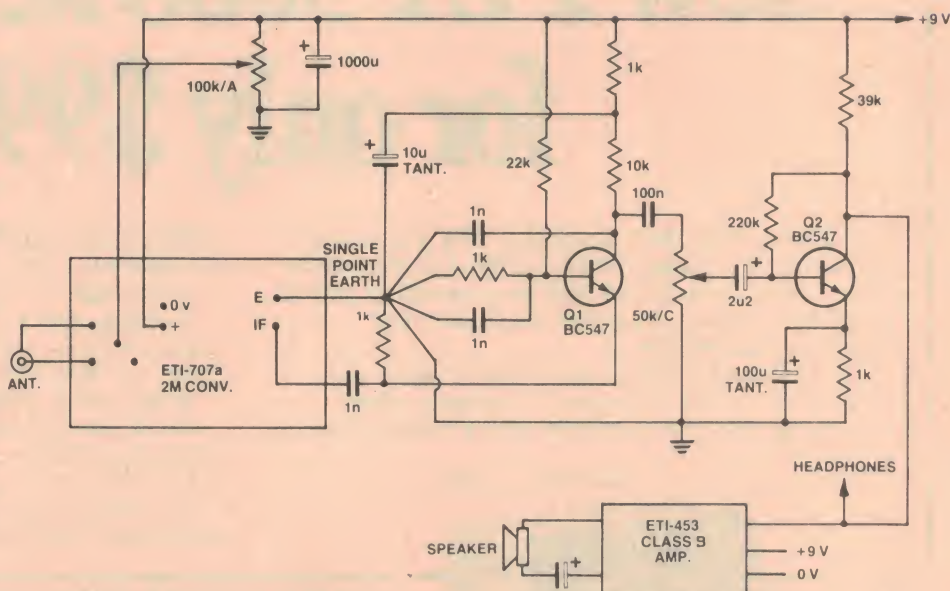 +9 V
+
1000u
100k/A
1k
39k
+
10u
TANT.
22k
10k
100n
1n
1k
220k
Q2
BC547
SINGLE
POINT
EARTH
1k
1n
Q1
BC547
50k/C
+
2u2
0 V
+
E
IF
ANT.
ETI-707a
2M CONV.
1n
100u
TANT.
+
1k
HEADPHONES
SPEAKER
+
ETI-453
CLASS B
AMP.
+9 V
0 V